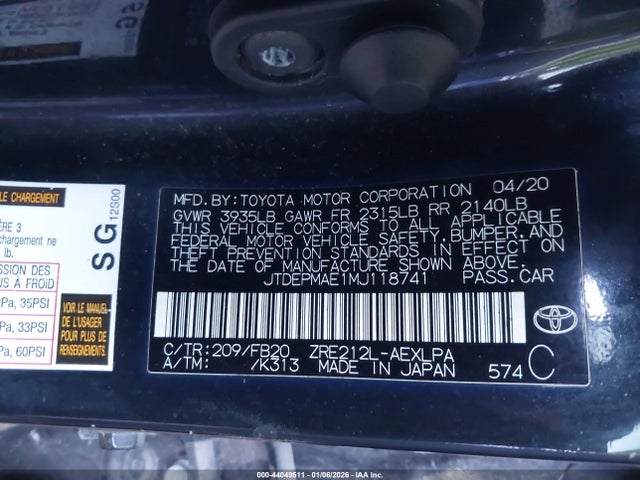 MFD.BY:TOYOTA MOTOR CORPORATION 04/20
GVWR 3935LB GAWR FR 2315LB RR 2140LB
THIS VEHICLE CONFORMS TO ALL APPLICABLE
FEDERAL MOTOR VEHICLE SAFETY,BUMPER,AND
THEFT PREVENTION STANDARDS IN EFFECT ON
THE DATE OF MANUFACTURE SHOWN ABOVE.
JTDEPMAE1MJ118741 PASS.CAR
C/TR:209/FB20 ZRE212L-AEXLPA
A/TM: /K313 MADE IN JAPAN 574 C
TOYOTA
LE CHARGEMENT
ÈRE 3
hargement ne
lb.
SSION DES
S A FROID
Pa, 35PSI
Pa, 33PSI
Pa, 60PSI
VOIR LE
MANUEL
DE L'USAGER
POUR PLUS DE
RENSEIGNEMENTS
SG
12S00
000-44049511 - 01/06/2026 - IAA Inc.